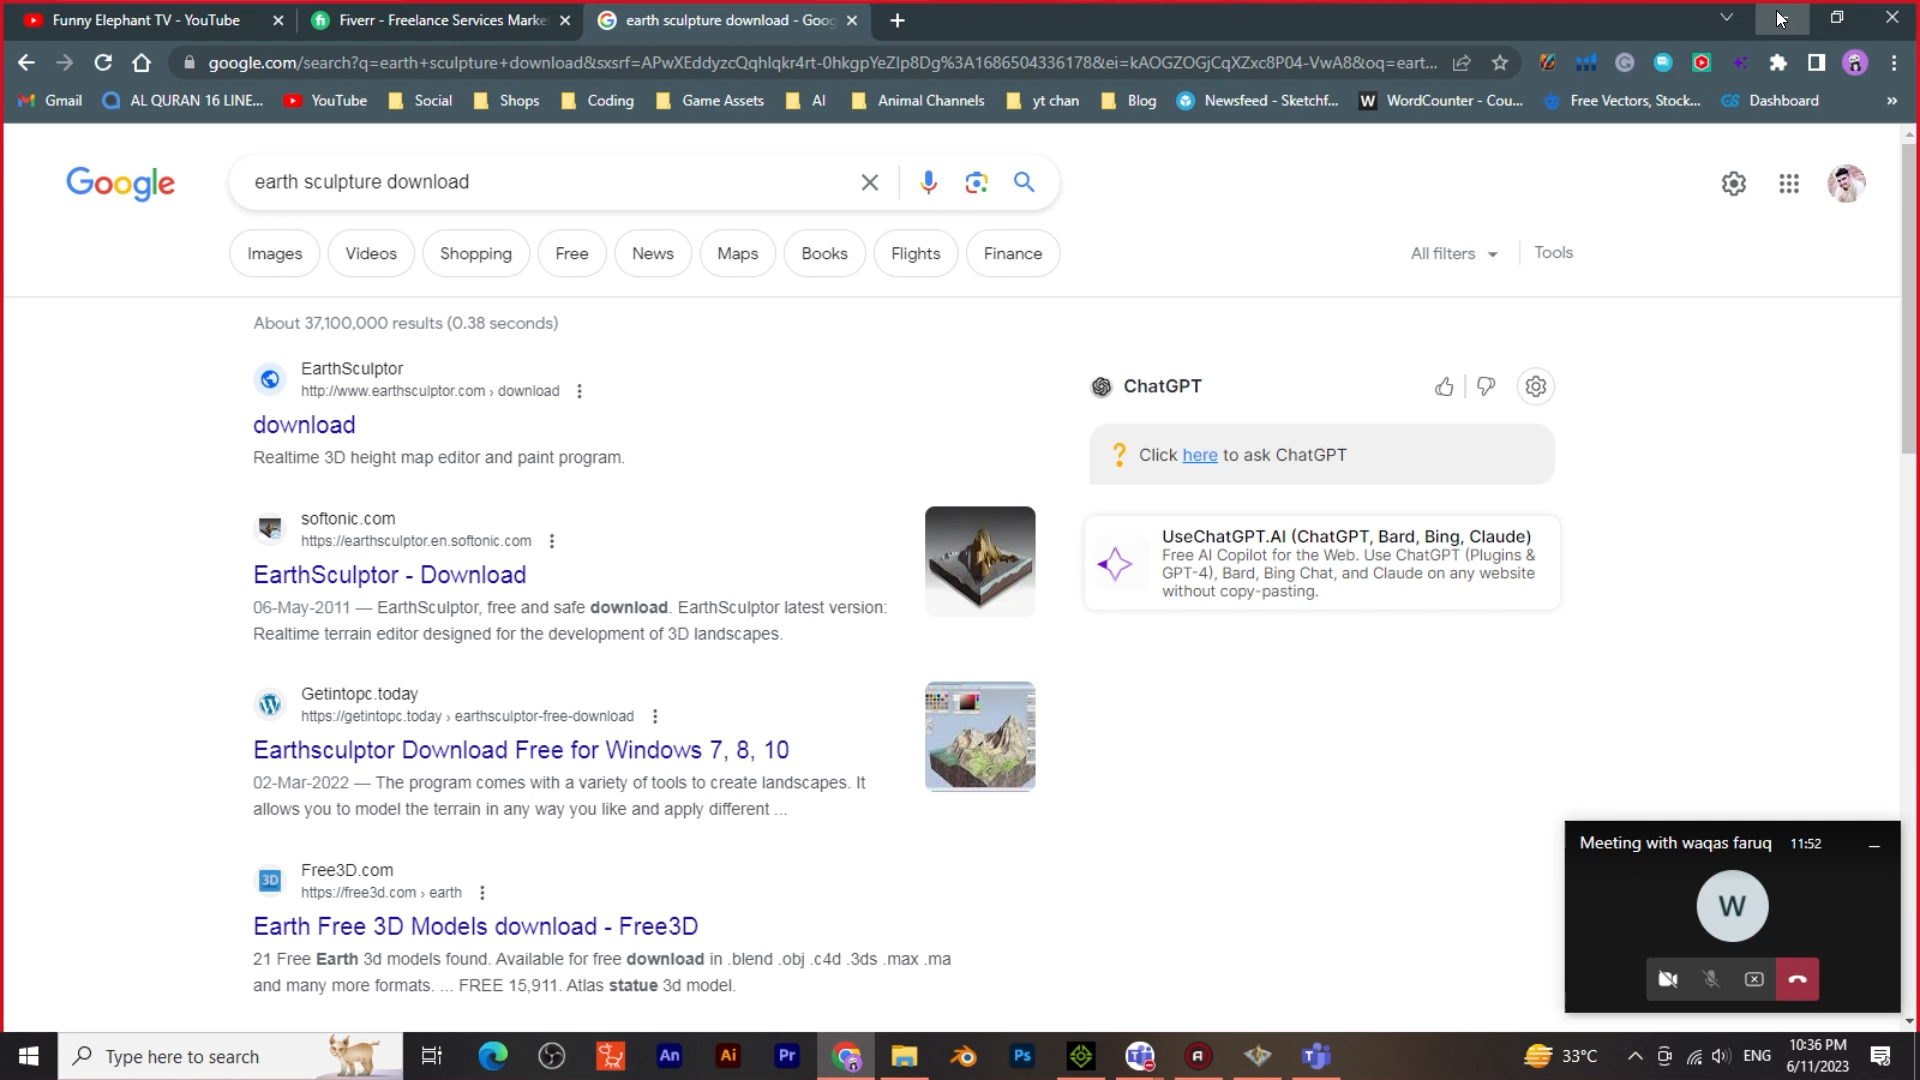 Funny Elephant TV - YouTube
Fiverr - Freelance Services Marke
earth sculpture download - Goog
google.com/search?q=earth+sculpture+download&sxsrf=APwXEddyzcQqhlqkr4rt-0hkgpYeZIp8Dg%3A1686504336178&ei=kAOGZOGjCqXZxc8P04-VwA8&oq=eart...
Gmail
AL QURAN 16 LINE...
YouTube
Social
Shops
Coding
Game Assets
AI
Animal Channels
yt chan
Blog
Newsfeed - Sketchf...
W WordCounter - Cou...
Free Vectors, Stock...
GS Dashboard
»
Google
earth sculpture download
Images
Videos
Shopping
Free
News
Maps
Books
Flights
Finance
All filters
Tools
About 37,100,000 results (0.38 seconds)
EarthSculptor
http://www.earthsculptor.com › download
download
Realtime 3D height map editor and paint program.
softonic.com
https://earthsculptor.en.softonic.com
EarthSculptor - Download
06-May-2011 — EarthSculptor, free and safe download. EarthSculptor latest version:
Realtime terrain editor designed for the development of 3D landscapes.
Getintopc.today
https://getintopc.today › earthsculptor-free-download
Earthsculptor Download Free for Windows 7, 8, 10
02-Mar-2022 — The program comes with a variety of tools to create landscapes. It
allows you to model the terrain in any way you like and apply different ...
3D
Free3D.com
https://free3d.com › earth
Earth Free 3D Models download - Free3D
21 Free Earth 3d models found. Available for free download in .blend .obj .c4d .3ds .max .ma
and many more formats. ... FREE 15,911. Atlas statue 3d model.
ChatGPT
? Click here to ask ChatGPT
UseChatGPT.AI (ChatGPT, Bard, Bing, Claude)
Free AI Copilot for the Web. Use ChatGPT (Plugins &
GPT-4), Bard, Bing Chat, and Claude on any website
without copy-pasting.
Meeting with waqas faruq 11:52
W
Type here to search
An
Ai
Pr
Ps
33°C
ENG
10:36 PM
6/11/2023